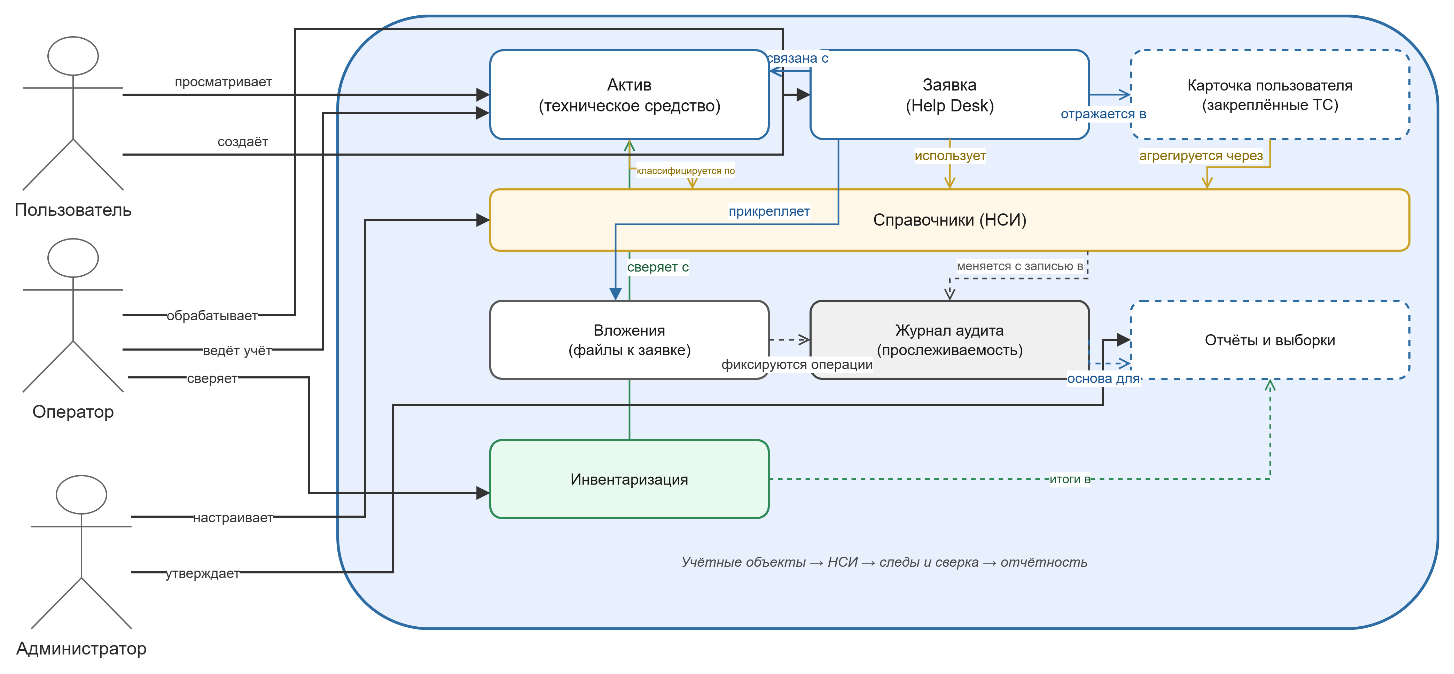 связана с
Актив
(техническое средство)
Заявка
(Help Desk)
Карточка пользователя
(закреплённые ТС)
просматривает
отражается в
создаёт
использует
агрегируется через
классифицируется по
Пользователь
прикрепляет
Справочники (НСИ)
сверяет с
меняется с записью в
обрабатывает
Вложения
(файлы к заявке)
Журнал аудита
(прослеживаемость)
Отчёты и выборки
ведёт учёт
фиксируются операции
основа для
сверяет
Оператор
Инвентаризация
итоги в
настраивает
Учётные объекты → НСИ → следы и сверка → отчётность
утверждает
Администратор